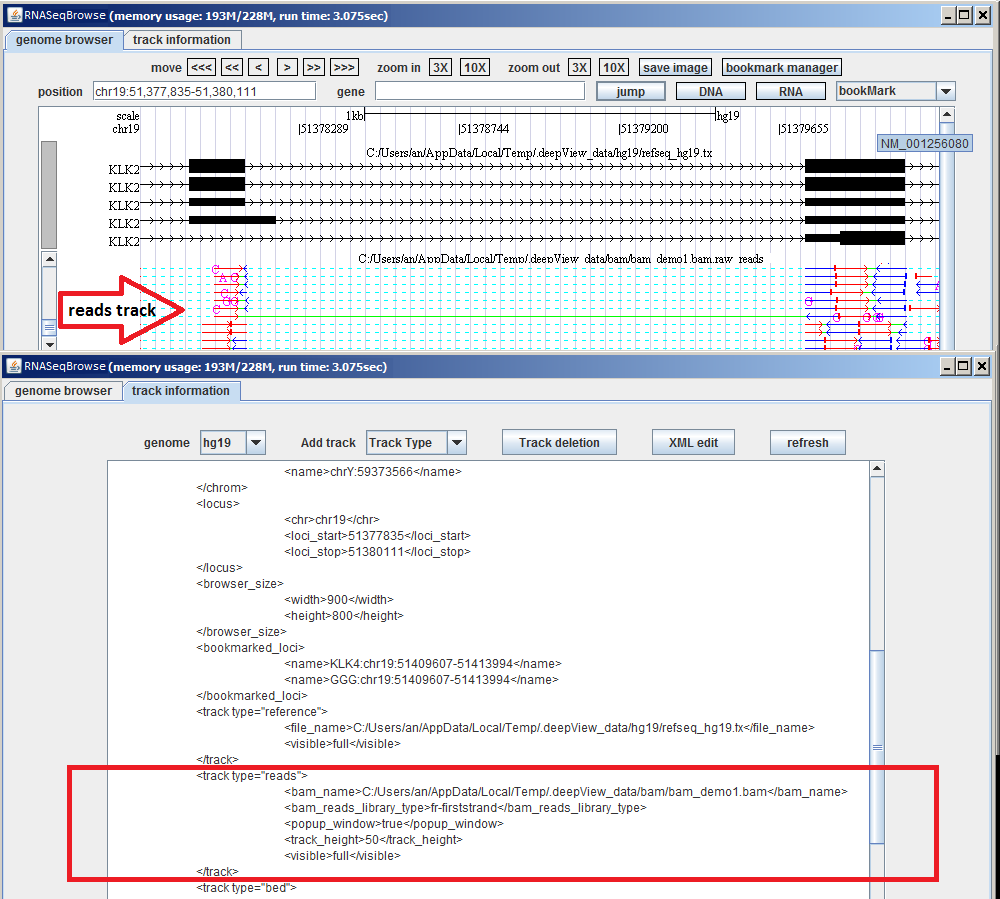 RNASeqBrowse (memory usage: 193M/228M, run time: 3.075sec)
genome browser track information
move <<< << < > >> >>> zoom in 3X 10X zoom out 3X 10X save image bookmark manager
position chr19:51,377,835-51,380,111 gene jump DNA RNA bookMark
scale 1kb hg19
chr19 |51378289 |51378744 |51379200 |51379655
NM_001256080
C:/Users/an/AppData/Local/Temp/.deepView_data/hg19/refseq_hg19.tx
KLK2
KLK2
KLK2
KLK2
KLK2
C:/Users/an/AppData/Local/Temp/.deepView_data/bam/bam_demo1.bam.raw_reads
reads track
RNASeqBrowse (memory usage: 193M/228M, run time: 3.075sec)
genome browser track information
genome hg19 Add track Track Type Track deletion XML edit refresh
<name>chrY:59373566</name>
</chrom>
<locus>
<chr>chr19</chr>
<loci_start>51377835</loci_start>
<loci_stop>51380111</loci_stop>
</locus>
<browser_size>
<width>900</width>
<height>800</height>
</browser_size>
<bookmarked_loci>
<name>KLK4:chr19:51409607-51413994</name>
<name>GGG:chr19:51409607-51413994</name>
</bookmarked_loci>
<track type="reference">
<file_name>C:/Users/an/AppData/Local/Temp/.deepView_data/hg19/refseq_hg19.tx</file_name>
<visible>full</visible>
</track>
<track type="reads">
<bam_name>C:/Users/an/AppData/Local/Temp/.deepView_data/bam/bam_demo1.bam</bam_name>
<bam_reads_library_type>fr-firststrand</bam_reads_library_type>
<popup_window>true</popup_window>
<track_height>50</track_height>
<visible>full</visible>
</track>
<track type="bed">